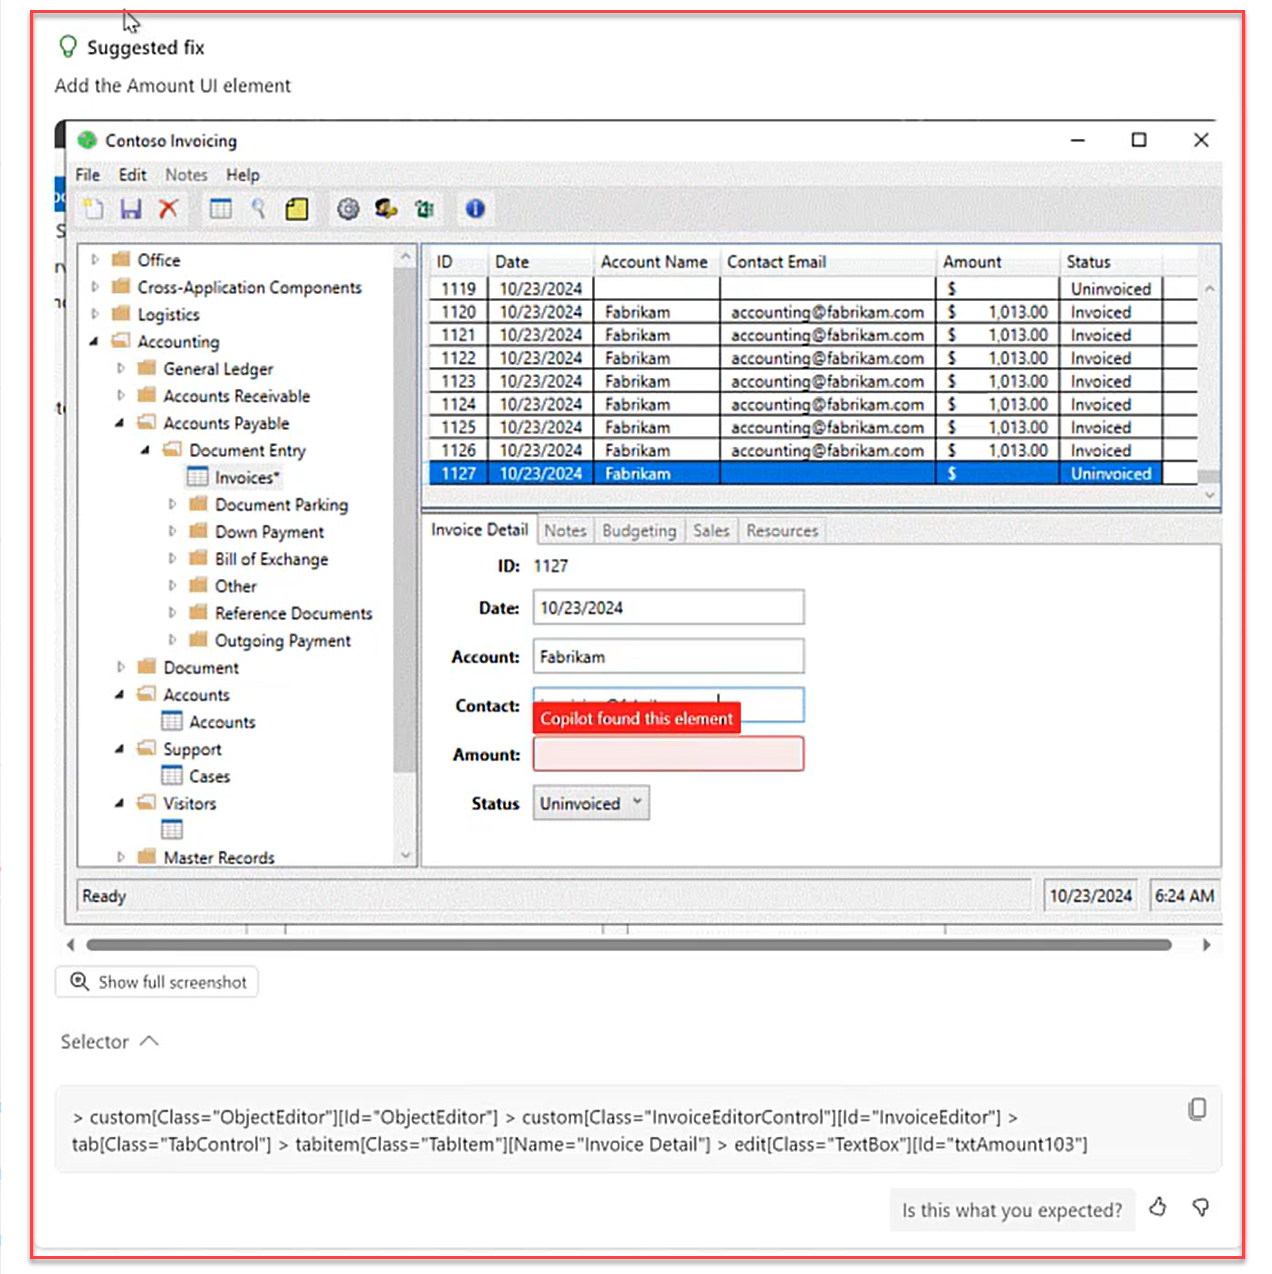 Suggested fix
Add the Amount UI element
Contoso Invoicing
File Edit Notes Help
Office
Cross-Application Components
Logistics
Accounting
General Ledger
Accounts Receivable
Accounts Payable
Document Entry
Invoices*
Document Parking
Down Payment
Bill of Exchange
Other
Reference Documents
Outgoing Payment
Document
Accounts
Accounts
Support
Cases
Visitors
Master Records
ID Date Account Name Contact Email Amount Status
1119 10/23/2024 $ Uninvoiced
1120 10/23/2024 Fabrikam accounting@fabrikam.com $ 1,013.00 Invoiced
1121 10/23/2024 Fabrikam accounting@fabrikam.com $ 1,013.00 Invoiced
1122 10/23/2024 Fabrikam accounting@fabrikam.com $ 1,013.00 Invoiced
1123 10/23/2024 Fabrikam accounting@fabrikam.com $ 1,013.00 Invoiced
1124 10/23/2024 Fabrikam accounting@fabrikam.com $ 1,013.00 Invoiced
1125 10/23/2024 Fabrikam accounting@fabrikam.com $ 1,013.00 Invoiced
1126 10/23/2024 Fabrikam accounting@fabrikam.com $ 1,013.00 Invoiced
1127 10/23/2024 Fabrikam $ Uninvoiced
Invoice Detail Notes Budgeting Sales Resources
ID: 1127
Date: 10/23/2024
Account: Fabrikam
Contact:
Copilot found this element
Amount:
Status Uninvoiced
Ready 10/23/2024 6:24 AM
Show full screenshot
Selector
> custom[Class="ObjectEditor"][Id="ObjectEditor"] > custom[Class="InvoiceEditorControl"][Id="InvoiceEditor"] >
tab[Class="TabControl"] > tabitem[Class="TabItem"][Name="Invoice Detail"] > edit[Class="TextBox"][Id="txtAmount103"]
Is this what you expected?